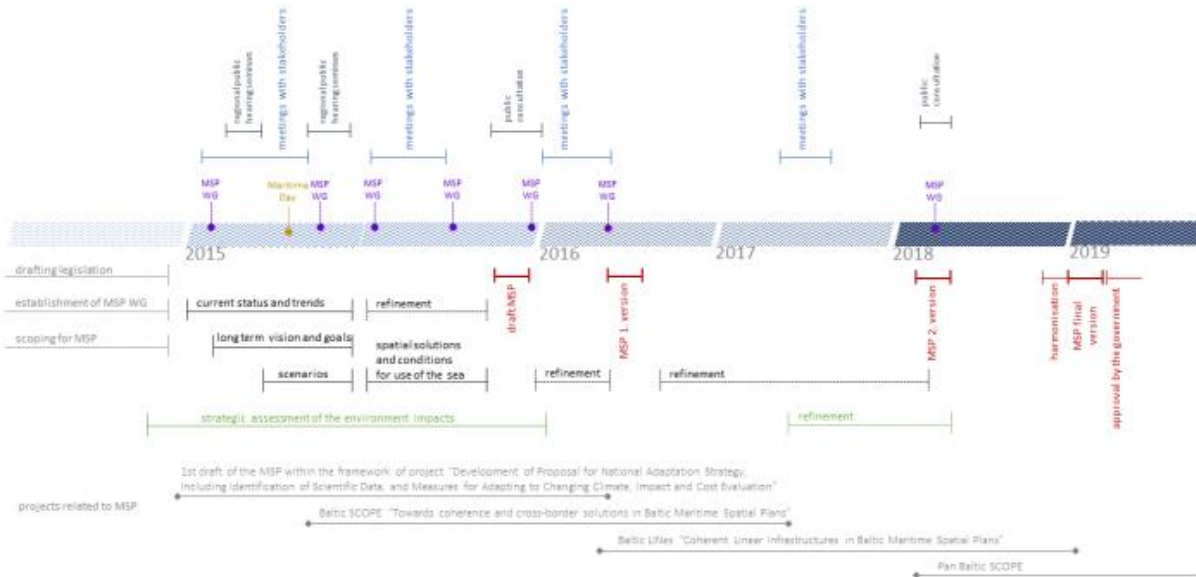 regional public
hearing seminars
meetings with stakeholders
regional public
hearing seminars
meetings with stakeholders
public
consultation
meetings with stakeholders
meetings with stakeholders
public
consultation
MSP
WG
Maritime
Day
MSP
WG
MSP
WG
MSP
WG
MSP
WG
MSP
WG
MSP
WG
2015
2016
2017
2018
2019
drafting legislation
establishment of MSP WG
scoping for MSP
current status and trends
refinement
long term vision and goals
scenarios
spatial solutions
and conditions
for use of the sea
refinement
refinement
draft MSP
MSP 1. version
MSP 2. version
harmonisation
MSP final
version
approval by the government
strategic assessment of the environment impacts
refinement
projects related to MSP
1st draft of the MSP within the framework of project "Development of Proposal for National Adaptation Strategy,
Including Identification of Scientific Data, and Measures for Adapting to Changing Climate, Impact and Cost Evaluation"
Baltic SCOPE "Towards coherence and cross-border solutions in Baltic Maritime Spatial Plans"
Baltic LINes "Coherent Linear Infrastructures in Baltic Maritime Spatial Plans"
Pan Baltic SCOPE